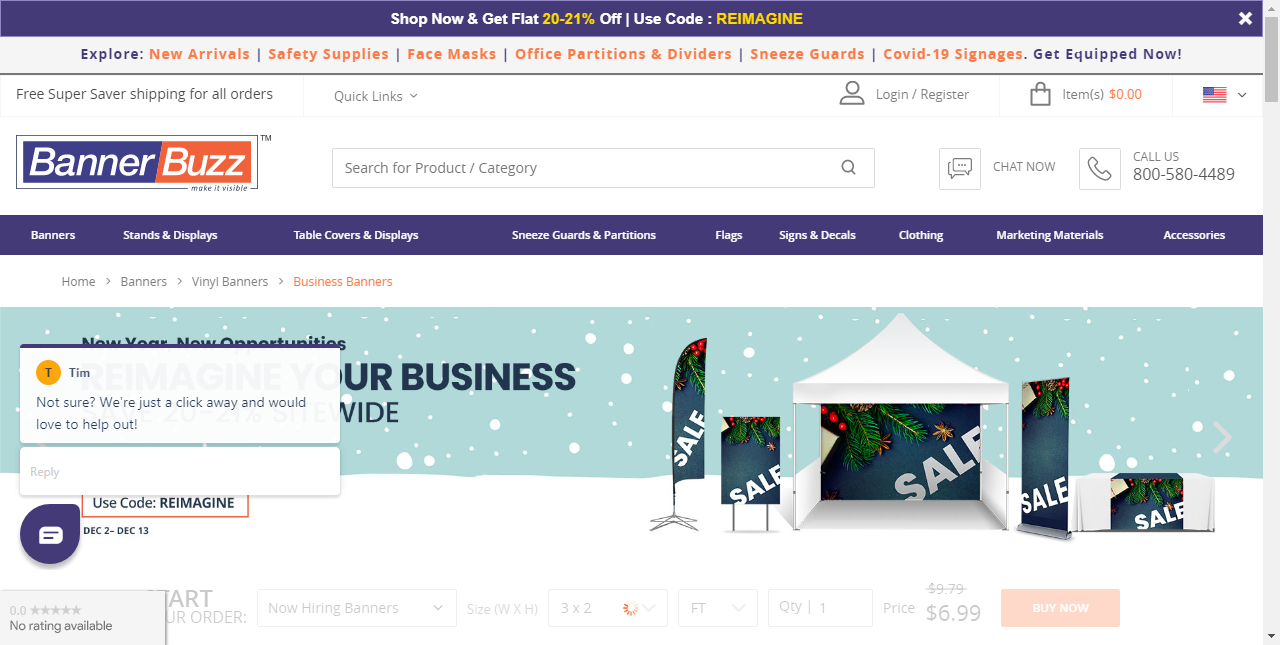 Shop Now & Get Flat 20-21% Off | Use Code : REIMAGINE
Explore: New Arrivals | Safety Supplies | Face Masks | Office Partitions & Dividers | Sneeze Guards | Covid-19 Signages. Get Equipped Now!
Free Super Saver shipping for all orders
Quick Links
Login / Register
Item(s) $0.00
BannerBuzz™
make it visible
Search for Product / Category
CHAT NOW
CALL US
800-580-4489
Banners
Stands & Displays
Table Covers & Displays
Sneeze Guards & Partitions
Flags
Signs & Decals
Clothing
Marketing Materials
Accessories
Home > Banners > Vinyl Banners > Business Banners
New Year, New Opportunities
REIMAGINE YOUR BUSINESS
SAVE 20–21% SITEWIDE
T Tim
Not sure? We're just a click away and would
love to help out!
Reply
Use Code: REIMAGINE
DEC 2– DEC 13
SALE
SALE
SALE
SALE
SALE
0.0 ★★★★★
No rating available
START
YOUR ORDER:
Now Hiring Banners
Size (W X H)
3 x 2
FT
Qty | 1
Price
$9.79
$6.99
BUY NOW